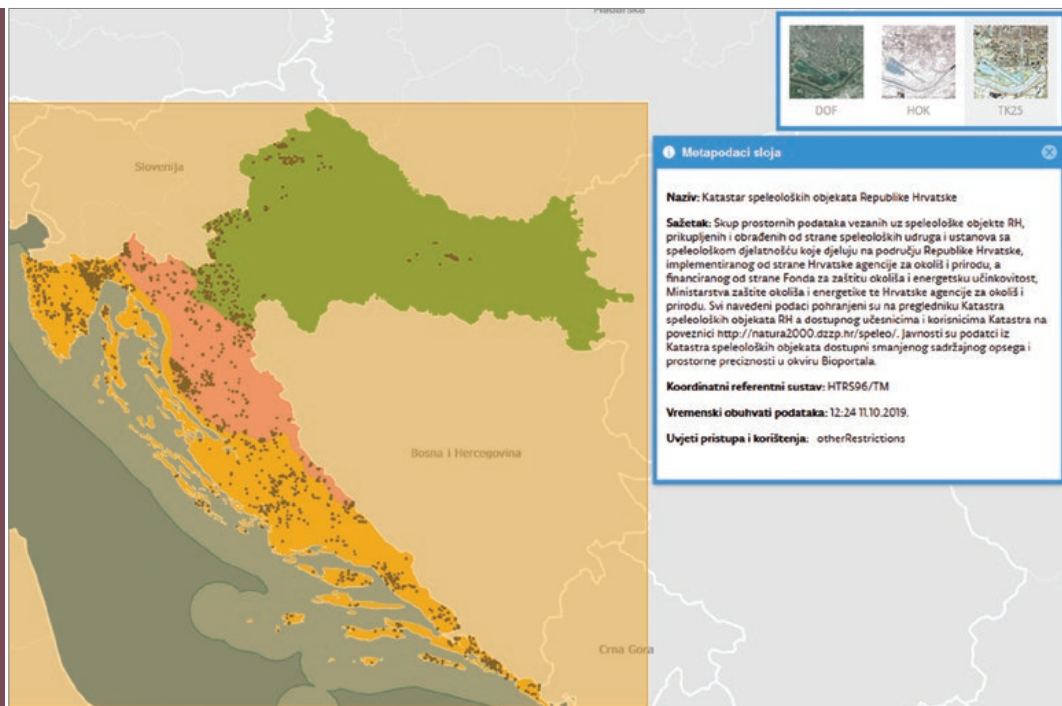 Mađarska
DOF
HOK
TK25
Slovenija
Metapodaci sloja
Naziv: Katastar speleoloških objekata Republike Hrvatske
Sažetak: Skup prostornih podataka vezanih uz speleološke objekte RH,
prikupljenih i obrađenih od strane speleoloških udruga i ustanova sa
speleološkom djelatnošću koje djeluju na području Republike Hrvatske,
implementiranog od strane Hrvatske agencije za okoliš i prirodu, a
financiranog od strane Fonda za zaštitu okoliša i energetsku učinkovitost,
Ministarstva zaštite okoliša i energetike te Hrvatske agencije za okoliš i
prirodu. Svi navedeni podaci pohranjeni su na pregledniku Katastra
speleoloških objekata RH a dostupnog učesnicima i korisnicima Katastra na
poveznici http://natura2000.dzzp.hr/speleo/. Javnosti su podatci iz
Katastra speleoloških objekata dostupni smanjenog sadržajnog opsega i
prostorne preciznosti u okviru Bioportala.
Koordinatni referentni sustav: HTRS96/TM
Vremenski obuhvati podataka: 12:24 11.10.2019.
Uvjeti pristupa i korištenja: otherRestrictions
Bosna i Hercegovina
Crna Gora